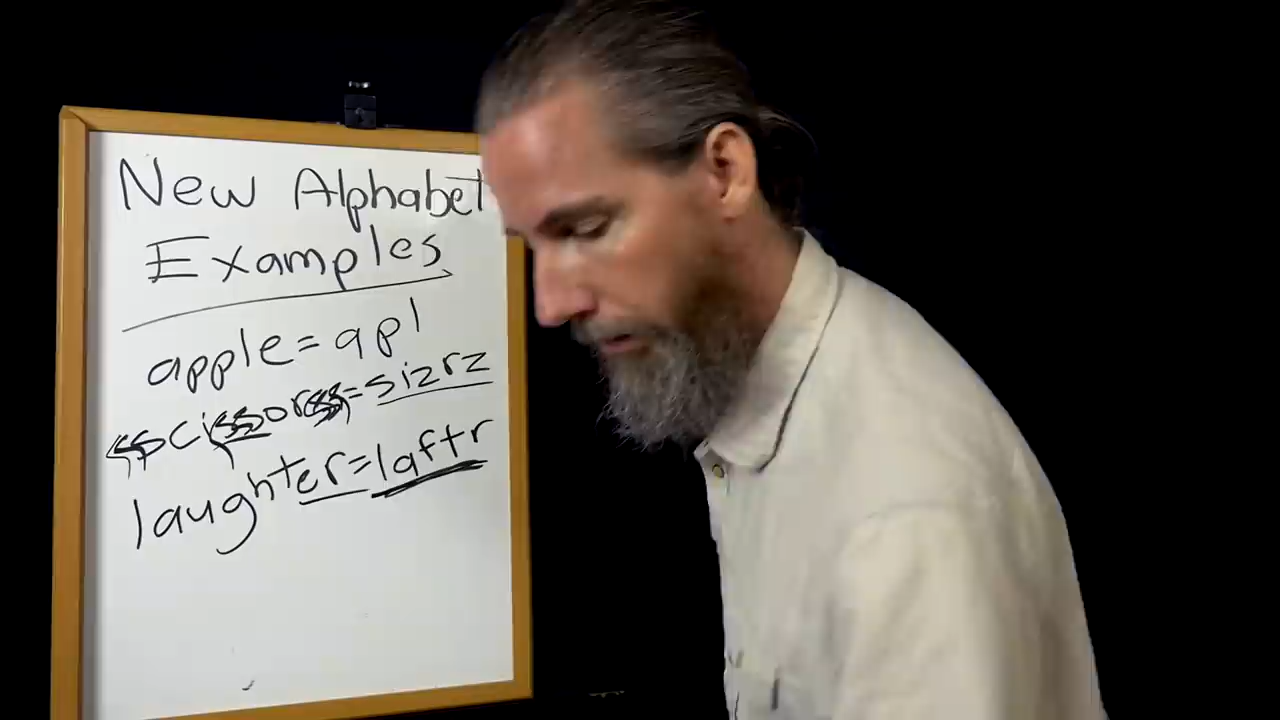 New Alphabet
Examples
apple=apl
scissors=sizrz
laughter=laftr